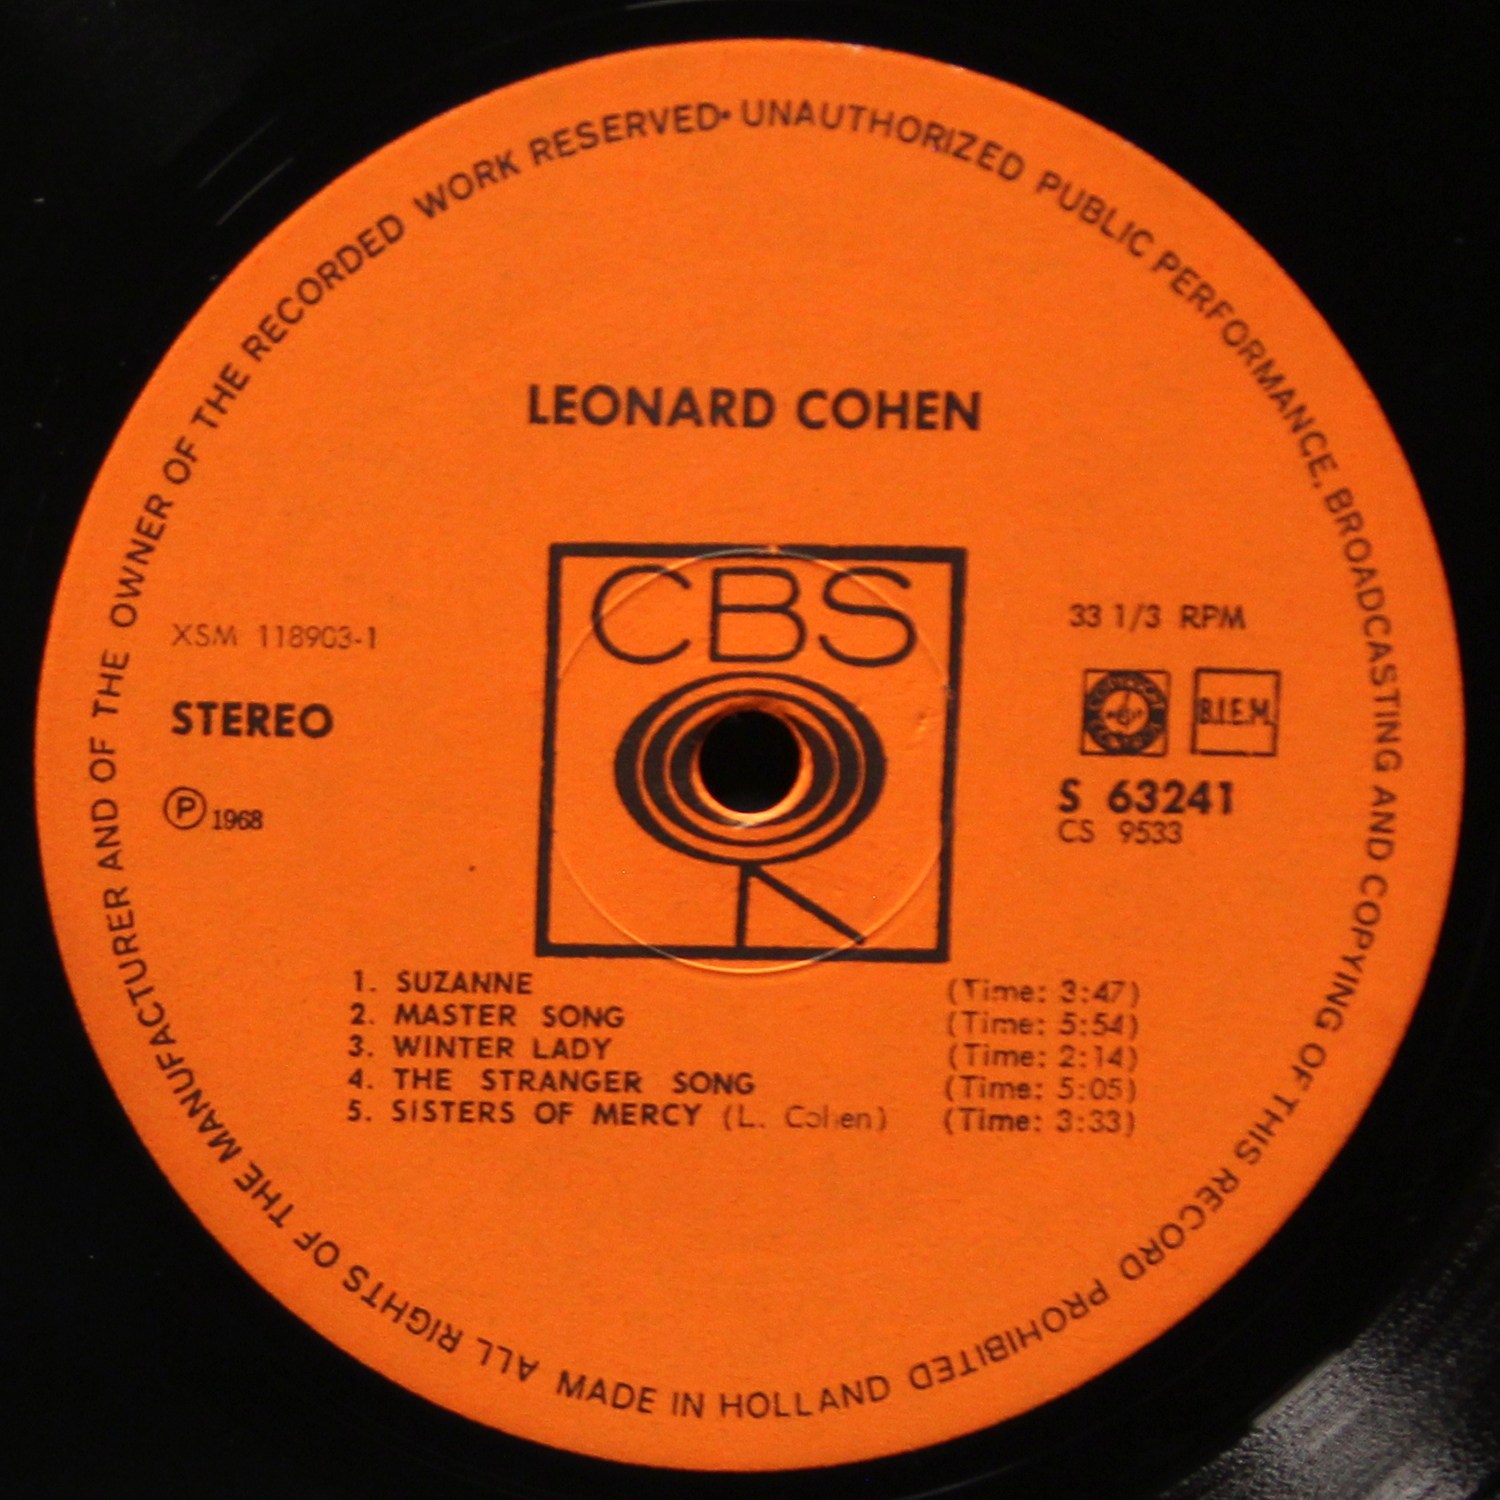 ALL RIGHTS OF THE MANUFACTURER AND OF THE OWNER OF THE RECORDED WORK RESERVED• UNAUTHORIZED PUBLIC PERFORMANCE, BROADCASTING AND COPYING OF THIS RECORD PROHIBITED
LEONARD COHEN
CBS
XSM 118903-1
STEREO
Ⓟ 1968
33 1/3 RPM
B.I.E.M.
S 63241
CS 9533
1. SUZANNE (Time: 3:47)
2. MASTER SONG (Time: 5:54)
3. WINTER LADY (Time: 2:14)
4. THE STRANGER SONG (Time: 5:05)
5. SISTERS OF MERCY (L. Cohen) (Time: 3:33)
MADE IN HOLLAND